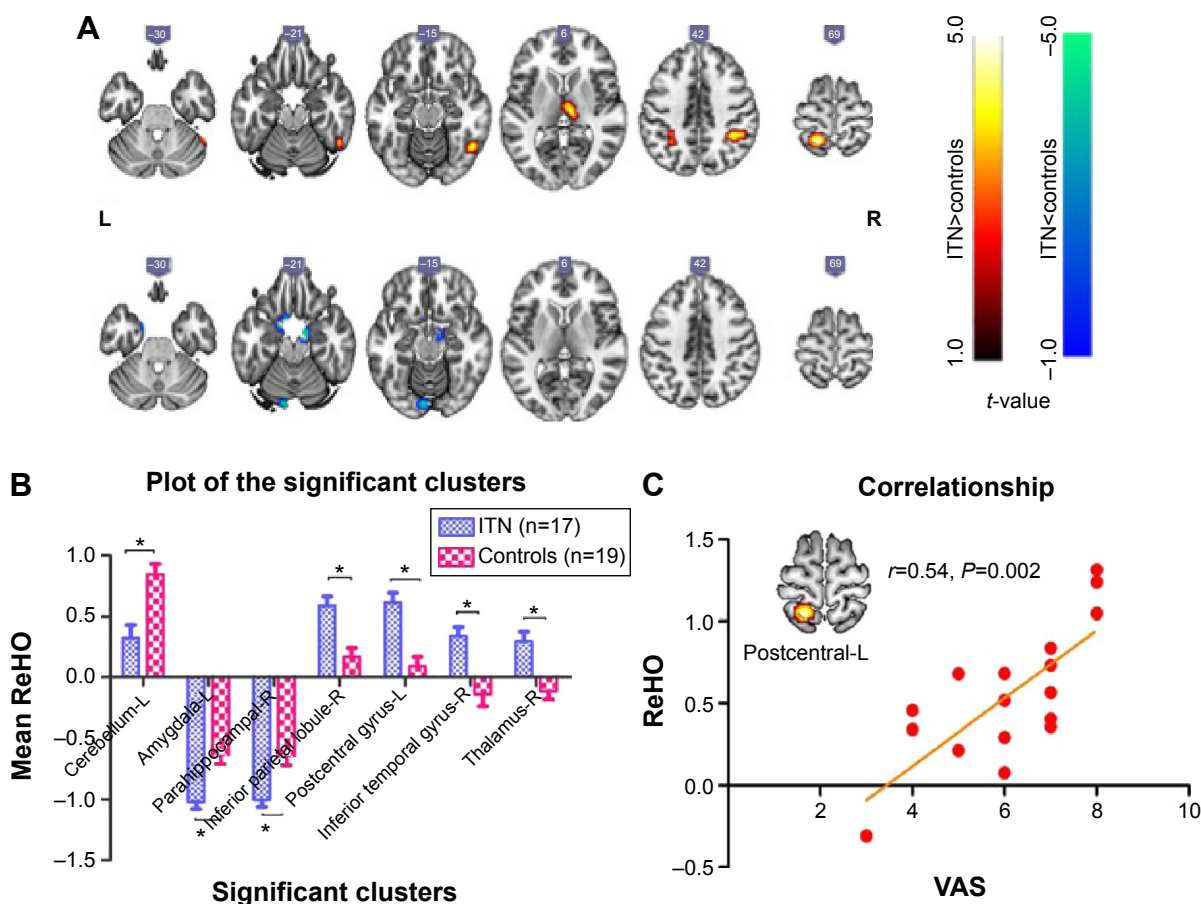 A
–30
–21
–15
6
42
69
L
R
–30
–21
–15
6
42
69
5.0
ITN>controls
1.0
–5.0
ITN<controls
–1.0
t-value
B
Plot of the significant clusters
ITN (n=17)
Controls (n=19)
Mean ReHO
1.0
0.5
0.0
–0.5
–1.0
–1.5
*
*
*
*
*
*
*
Cerebellum-L
Amygdala-L
Parahippocampal-R
Inferior parietal lobule-R
Postcentral gyrus-L
Inferior temporal gyrus-R
Thalamus-R
Significant clusters
C
Correlationship
r=0.54, P=0.002
Postcentral-L
ReHO
1.5
1.0
0.5
0.0
–0.5
2
4
6
8
10
VAS